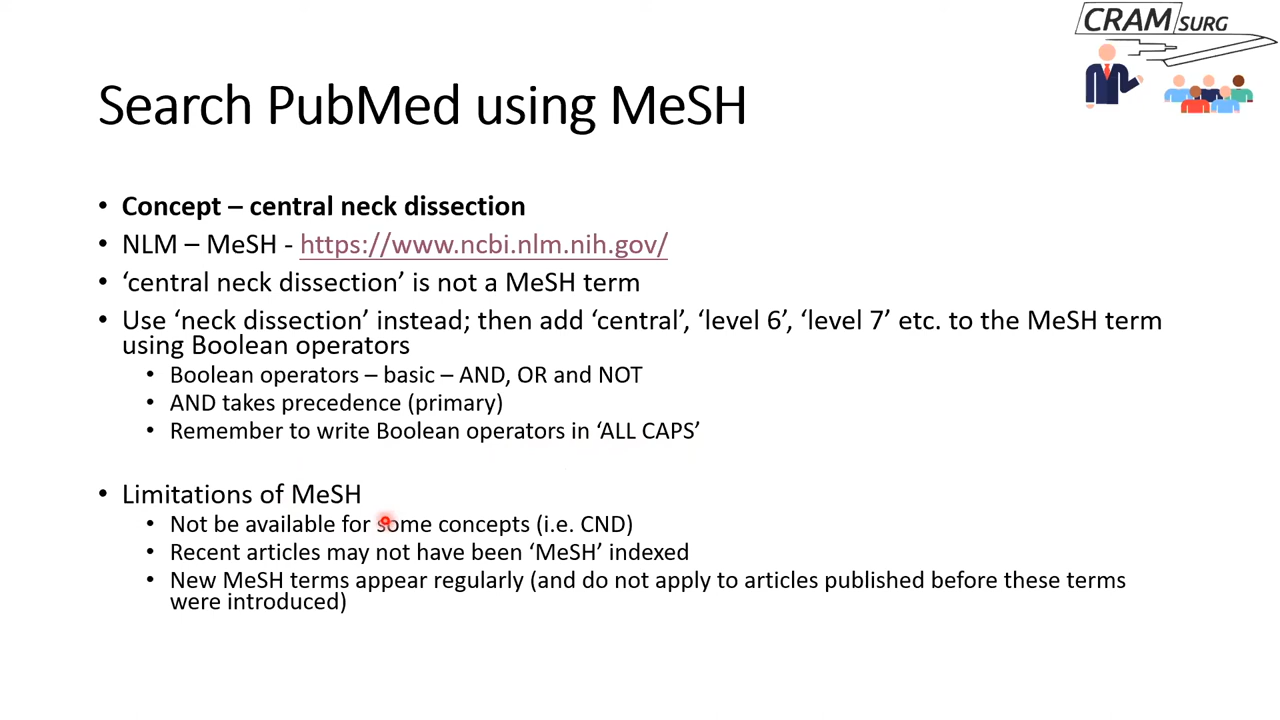 CRAM SURG
Search PubMed using MeSH
• Concept – central neck dissection
• NLM – MeSH - https://www.ncbi.nlm.nih.gov/
• ‘central neck dissection’ is not a MeSH term
• Use ‘neck dissection’ instead; then add ‘central’, ‘level 6’, ‘level 7’ etc. to the MeSH term
using Boolean operators
• Boolean operators – basic – AND, OR and NOT
• AND takes precedence (primary)
• Remember to write Boolean operators in ‘ALL CAPS’
• Limitations of MeSH
• Not be available for some concepts (i.e. CND)
• Recent articles may not have been ‘MeSH’ indexed
• New MeSH terms appear regularly (and do not apply to articles published before these terms
were introduced)